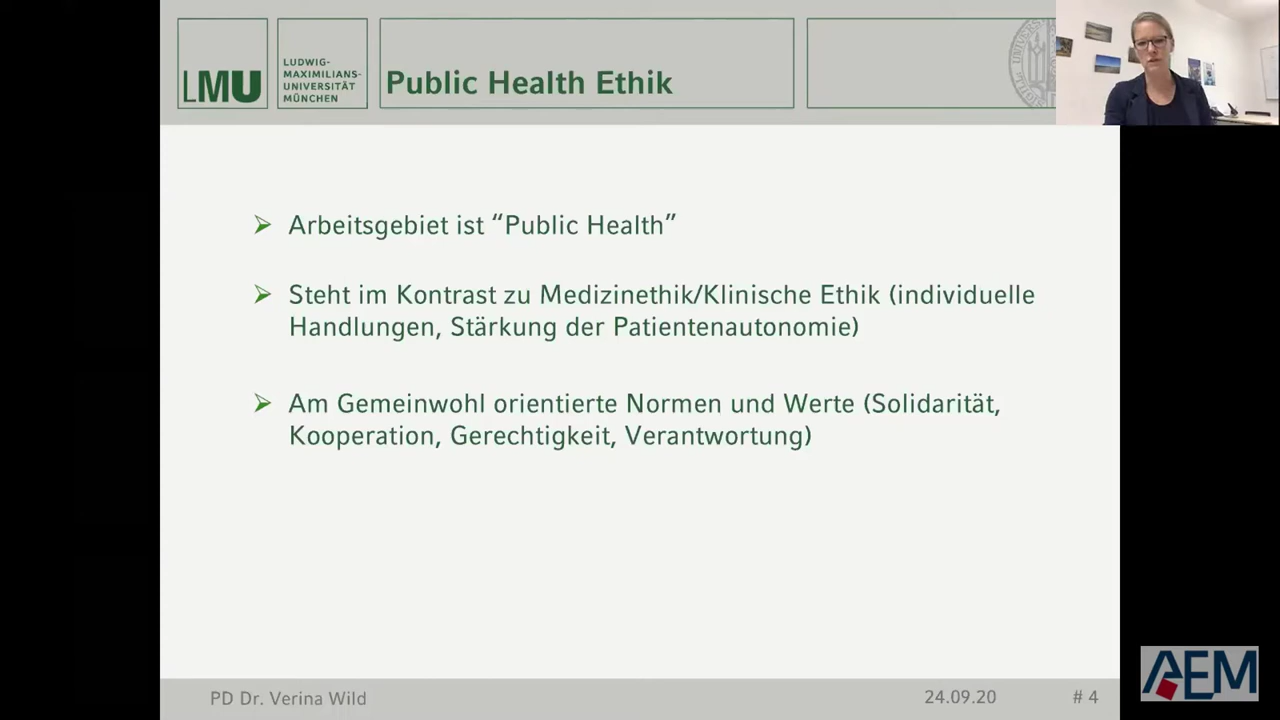 LMU
LUDWIG-
MAXIMILIANS-
UNIVERSITÄT
MÜNCHEN
Public Health Ethik
Arbeitsgebiet ist “Public Health”
Steht im Kontrast zu Medizinethik/Klinische Ethik (individuelle
Handlungen, Stärkung der Patientenautonomie)
Am Gemeinwohl orientierte Normen und Werte (Solidarität,
Kooperation, Gerechtigkeit, Verantwortung)
PD Dr. Verina Wild
24.09.20
# 4
AEM